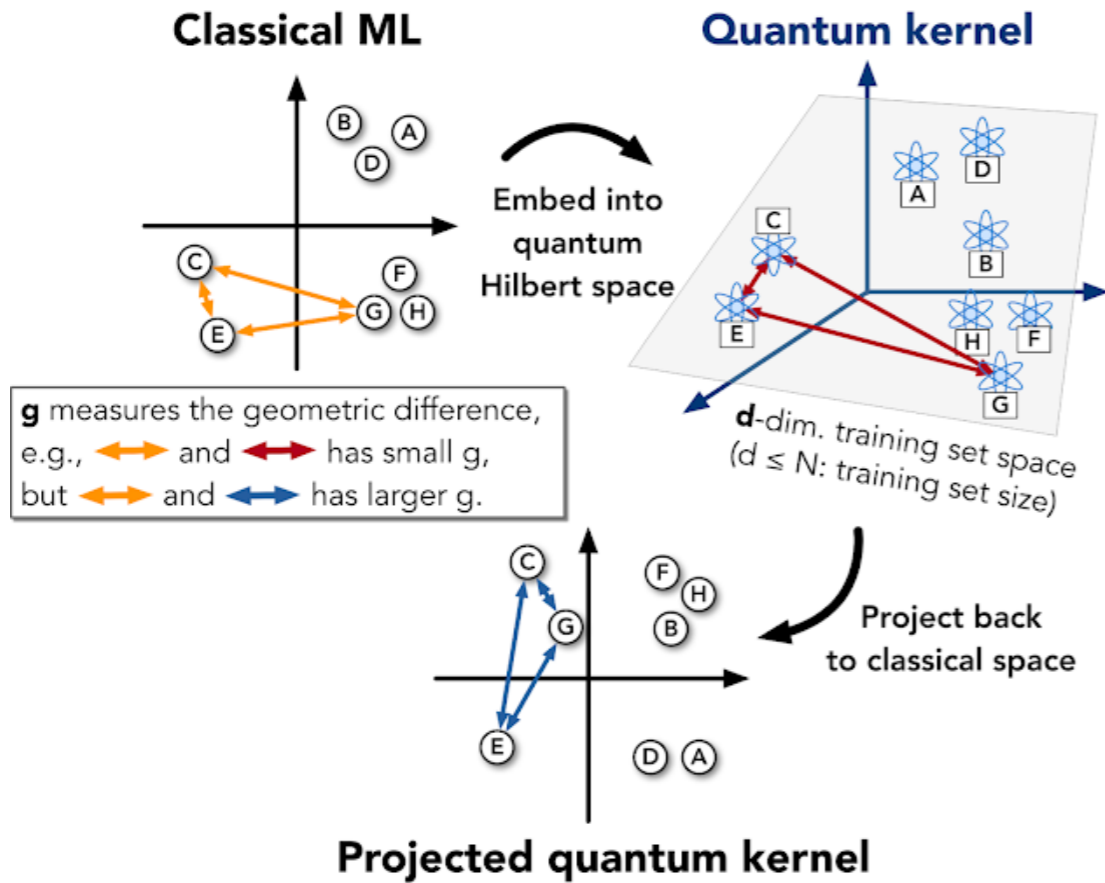 Classical ML
B
A
D
C
F
G
H
E
Embed into
quantum
Hilbert space
Quantum kernel
D
A
C
B
E
H
F
G
d-dim. training set space
(d ≤ N: training set size)
g measures the geometric difference,
e.g., and has small g,
but and has larger g.
Project back
to classical space
C
F
H
G
B
E
D
A
Projected quantum kernel